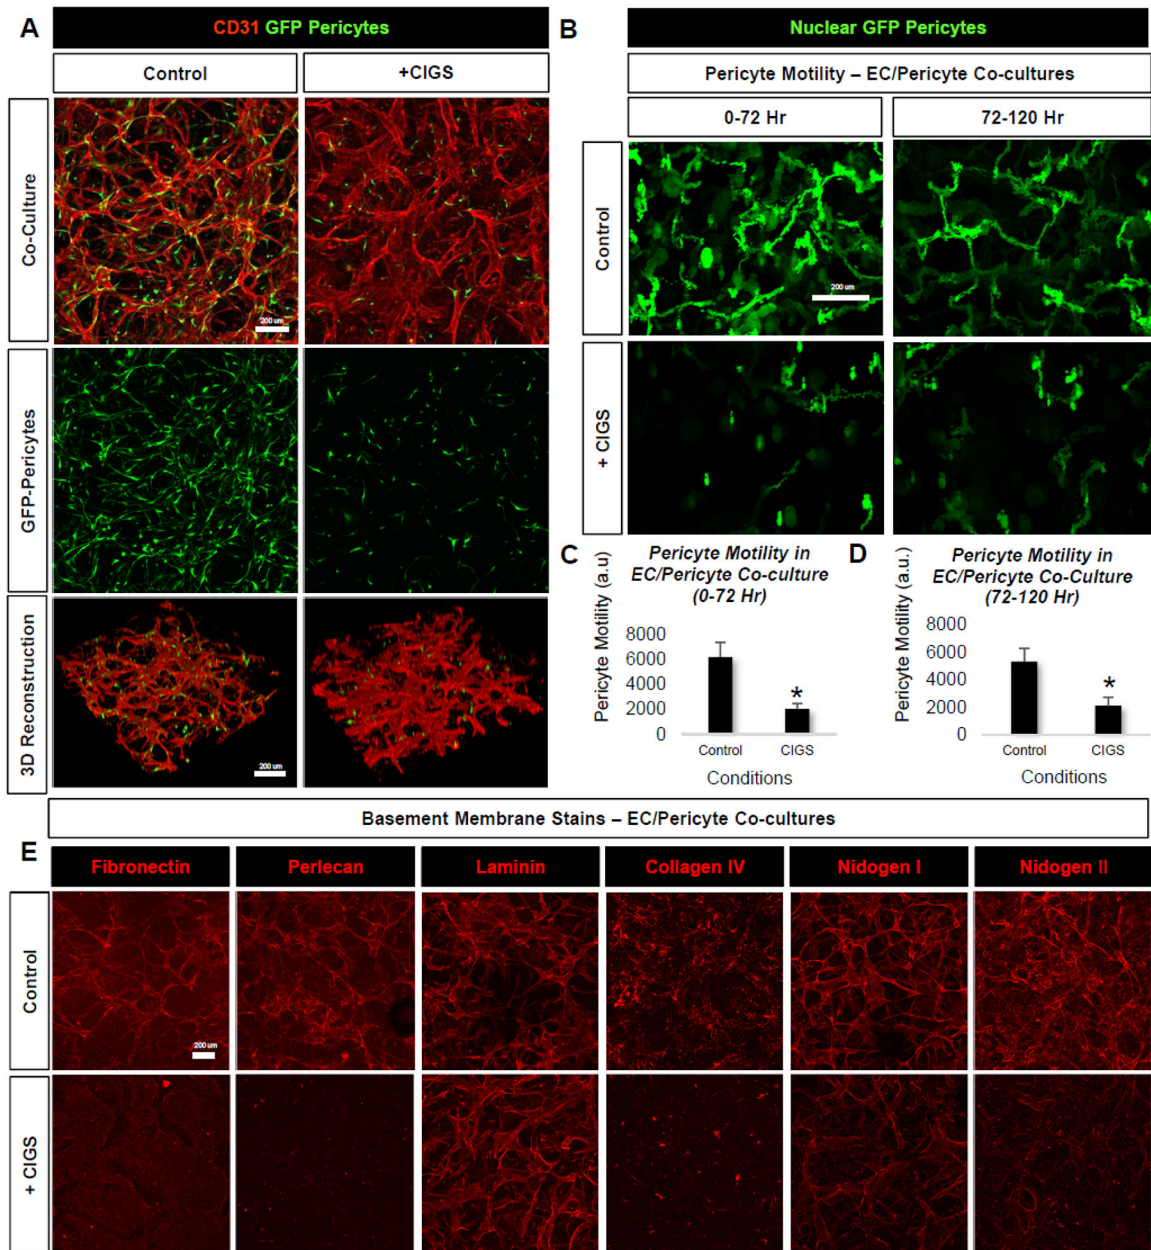 A
CD31 GFP Pericytes
Control
+CIGS
Co-Culture
200 um
GFP-Pericytes
3D Reconstruction
200 um
B
Nuclear GFP Pericytes
Pericyte Motility – EC/Pericyte Co-cultures
0-72 Hr
72-120 Hr
Control
200 um
+ CIGS
C
Pericyte Motility in
EC/Pericyte Co-culture
(0-72 Hr)
Pericyte Motility (a.u.)
8000
6000
4000
2000
0
*
Control
CIGS
Conditions
D
Pericyte Motility in
EC/Pericyte Co-Culture
(72-120 Hr)
Pericyte Motility (a.u.)
8000
6000
4000
2000
0
*
Control
CIGS
Conditions
Basement Membrane Stains – EC/Pericyte Co-cultures
E
Fibronectin
Perlecan
Laminin
Collagen IV
Nidogen I
Nidogen II
Control
200 um
+ CIGS